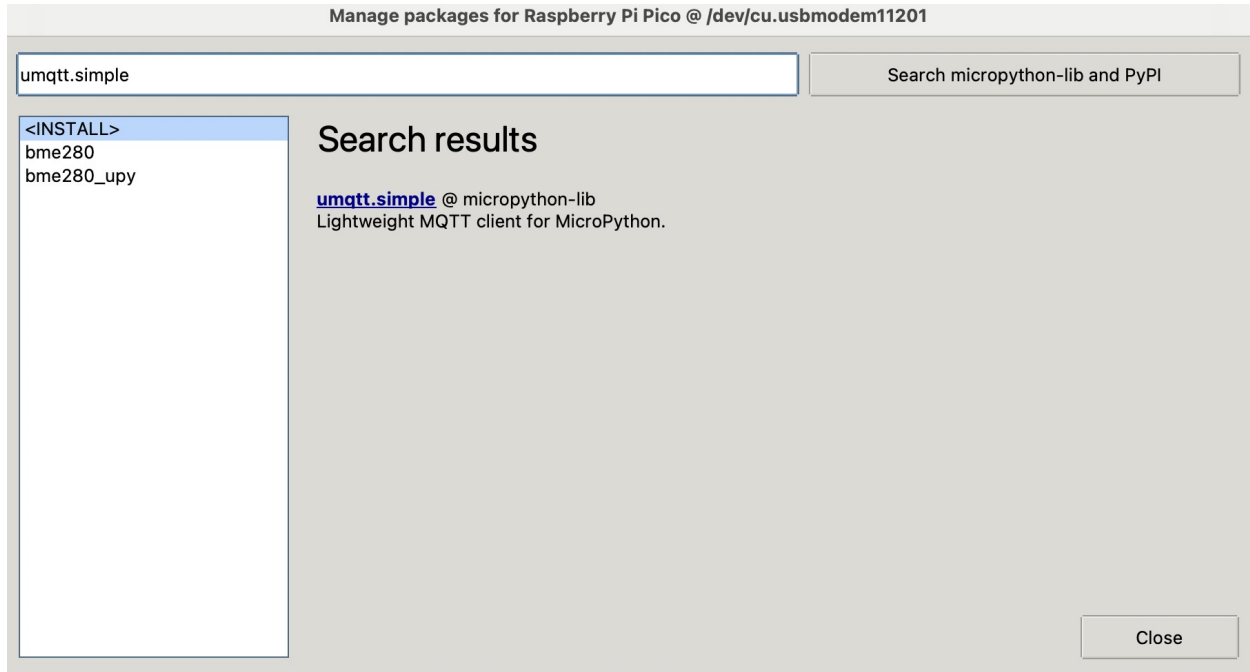 Manage packages for Raspberry Pi Pico @ /dev/cu.usbmodem11201
umqtt.simple
Search micropython-lib and PyPI
<INSTALL>
bme280
bme280_upy
Search results
umqtt.simple @ micropython-lib
Lightweight MQTT client for MicroPython.
Close